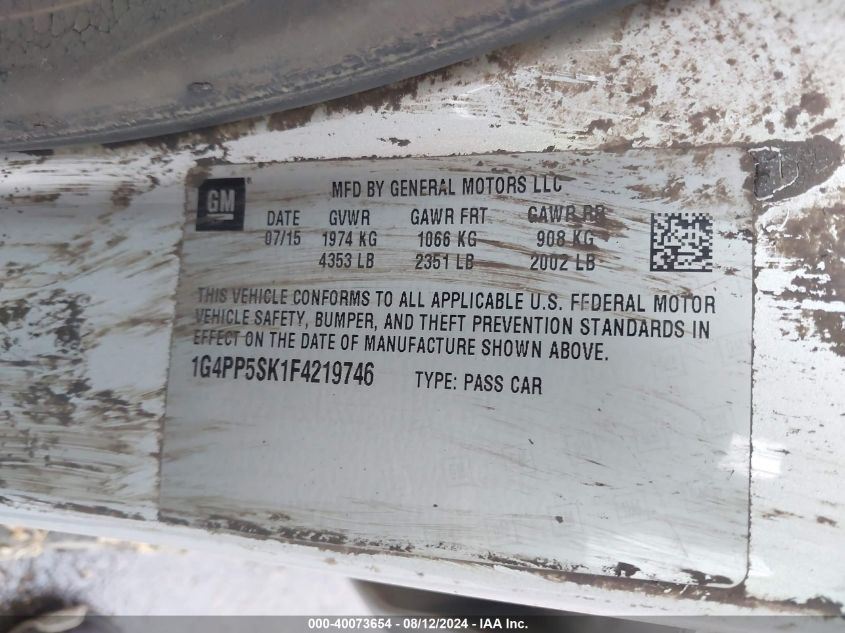 GM
MFD BY GENERAL MOTORS LLC
DATE GVWR GAWR FRT. GAWR RR
07/15 1974 KG 1066 KG 908 KG
4353 LB 2351 LB 2002 LB
THIS VEHICLE CONFORMS TO ALL APPLICABLE U.S. FEDERAL MOTOR
VEHICLE SAFETY, BUMPER, AND THEFT PREVENTION STANDARDS IN
EFFECT ON THE DATE OF MANUFACTURE SHOWN ABOVE.
1G4PP5SK1F4219746 TYPE: PASS CAR
000-40073654 - 08/12/2024 - IAA Inc.